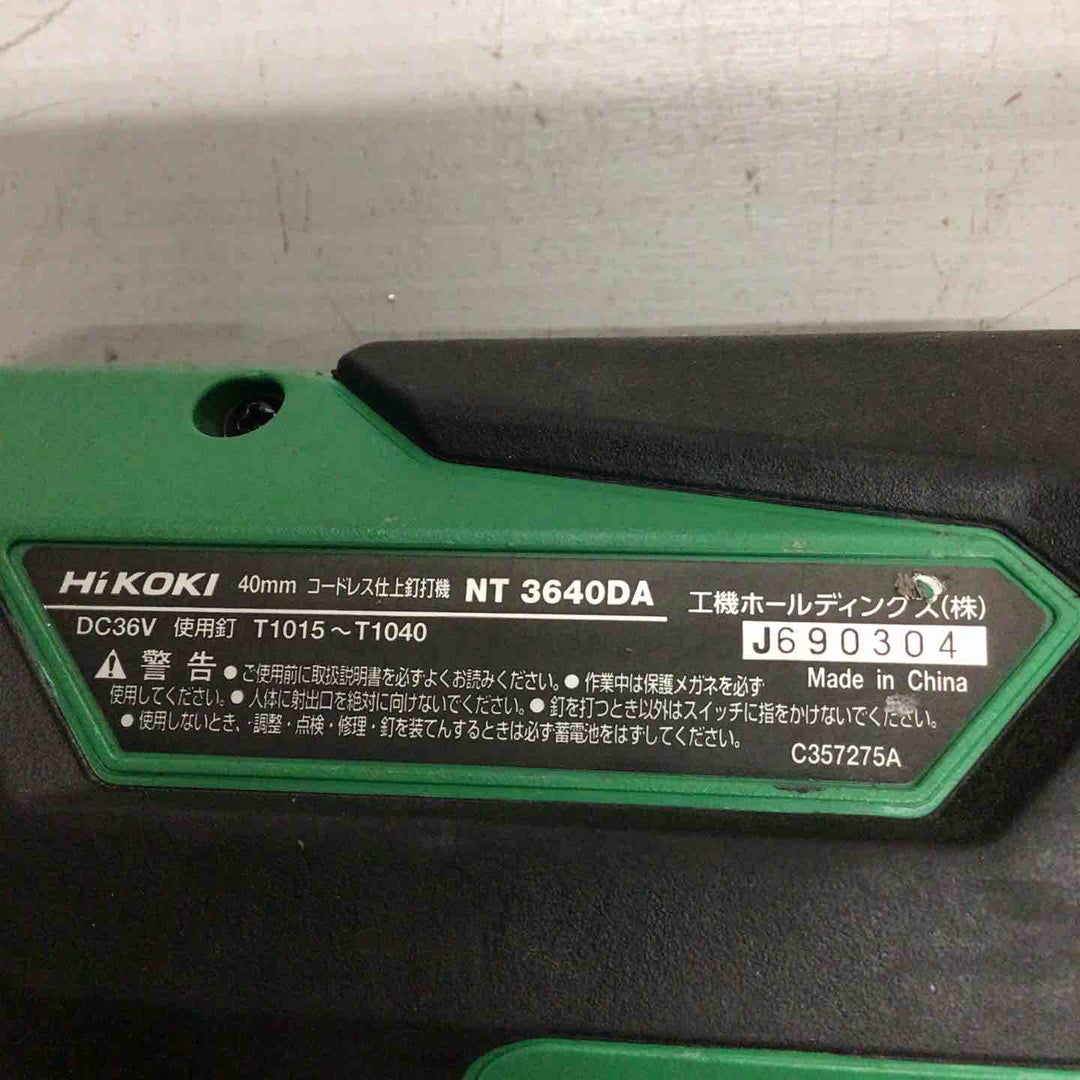 HiKOKI 40mm コードレス仕上釘打機 NT 3640DA 工機ホールディングス(株)
DC36V 使用釘 T1015～T1040
J690304
Made in China
警告 ●ご使用前に取扱説明書を必ずよくお読みください。●作業中は保護メガネを必ず
使用してください。●人体に射出口を絶対に向けないでください。●釘を打つとき以外はスイッチに指をかけないでください。
●使用しないとき、調整・点検・修理・釘を装てんするときは必ず蓄電池をはずしてください。
C357275A